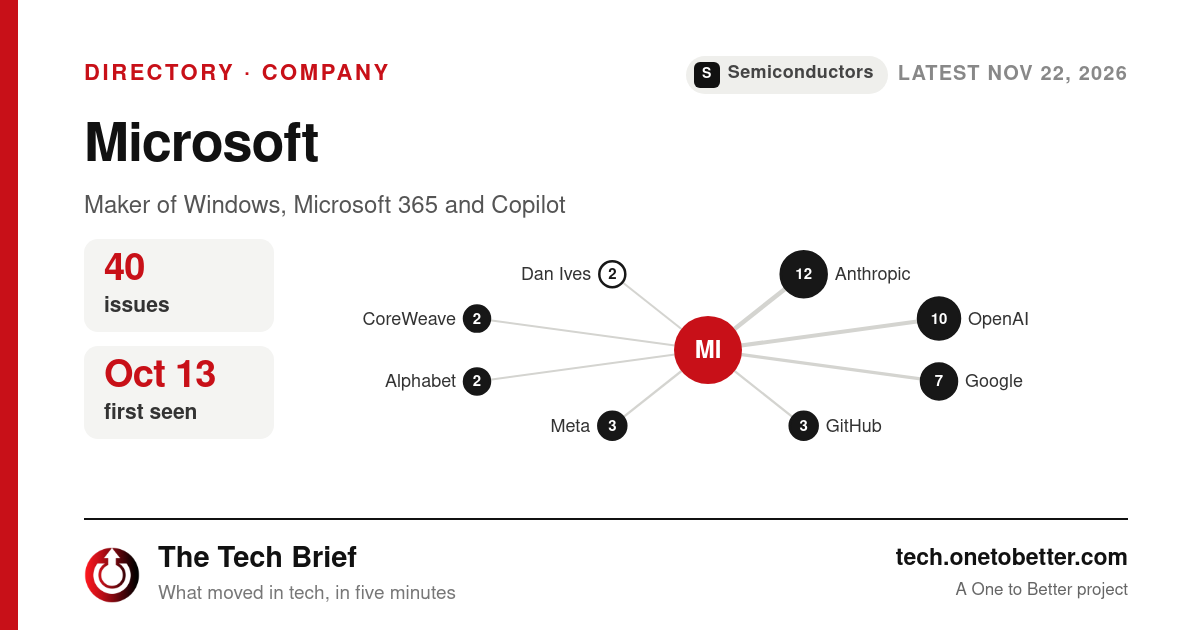 DIRECTORY · COMPANY
S Semiconductors LATEST NOV 22, 2026
Microsoft
Maker of Windows, Microsoft 365 and Copilot
40
issues
Oct 13
first seen
Dan Ives 2
12 Anthropic
CoreWeave 2
10 OpenAI
MI
Alphabet 2
7 Google
Meta 3
3 GitHub
The Tech Brief
What moved in tech, in five minutes
tech.onetobetter.com
A One to Better project